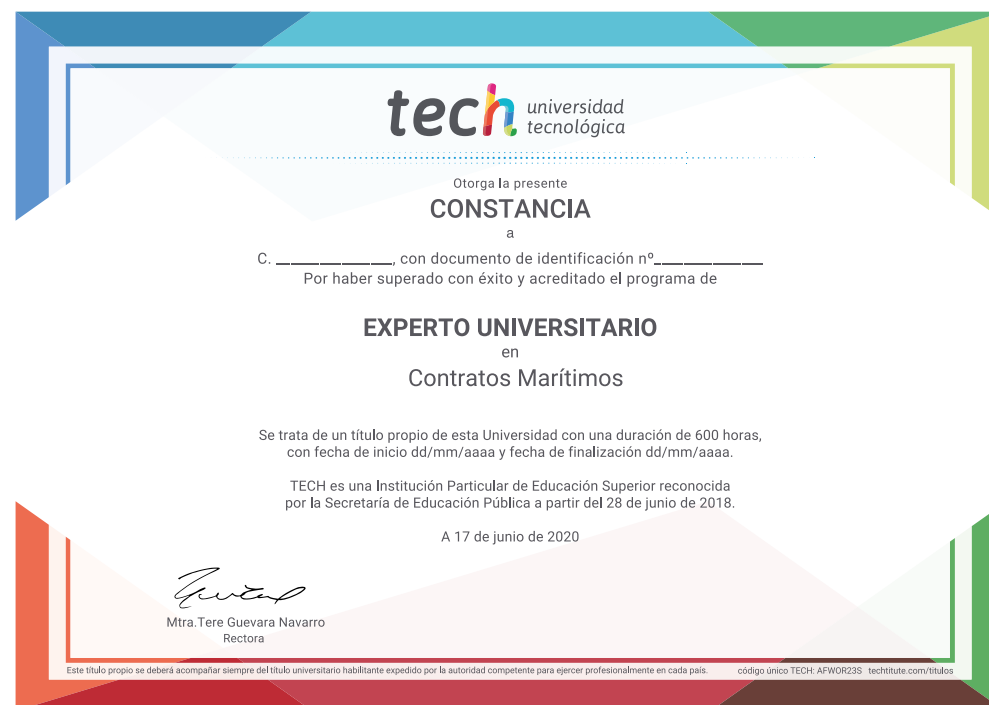 tech universidad
tecnológica
Otorga la presente
CONSTANCIA
a
C. ______________, con documento de identificación nº_____________
Por haber superado con éxito y acreditado el programa de
EXPERTO UNIVERSITARIO
en
Contratos Marítimos
Se trata de un título propio de esta Universidad con una duración de 600 horas,
con fecha de inicio dd/mm/aaaa y fecha de finalización dd/mm/aaaa.
TECH es una Institución Particular de Educación Superior reconocida
por la Secretaría de Educación Pública a partir del 28 de junio de 2018.
A 17 de junio de 2020
Mtra.Tere Guevara Navarro
Rectora
Este título propio se deberá acompañar siempre del título universitario habilitante expedido por la autoridad competente para ejercer profesionalmente en cada país. código único TECH: AFWOR23S techtitute.com/titulos